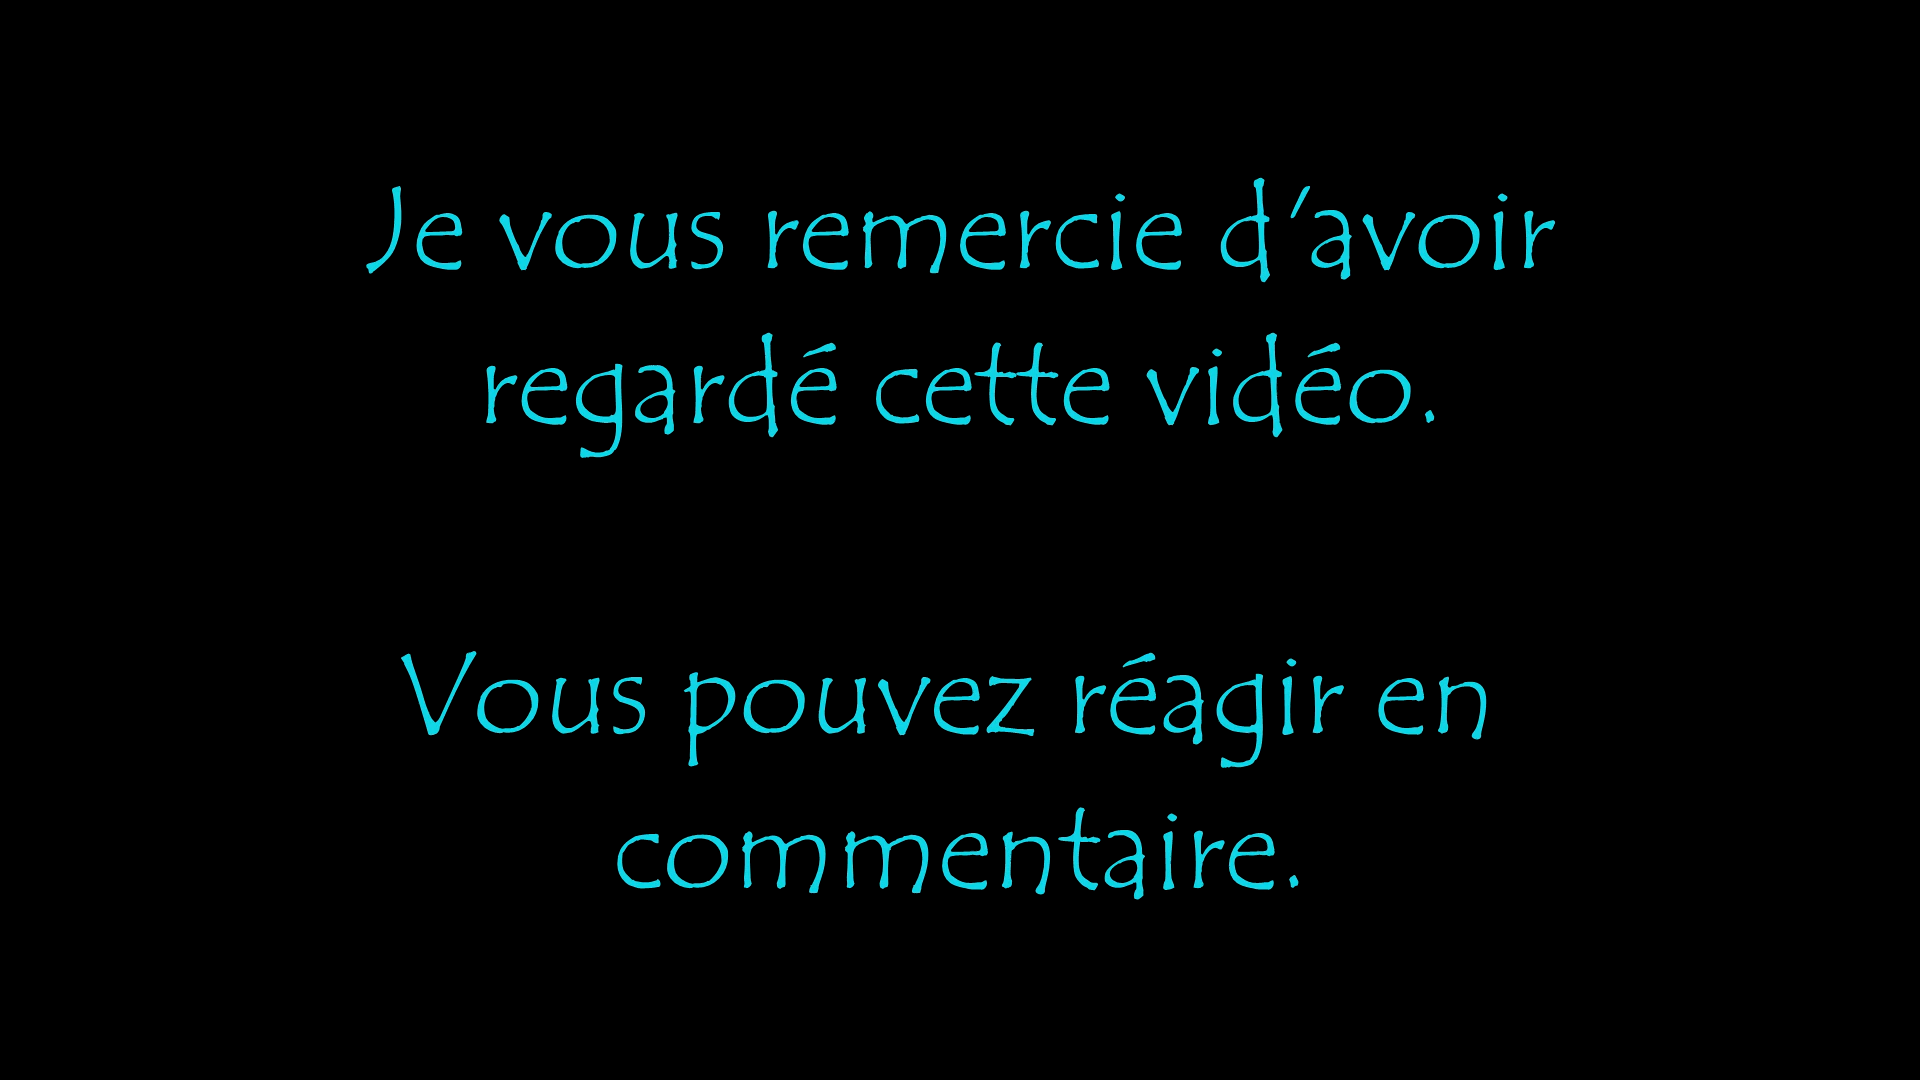 Je vous remercie d'avoir
regardé cette vidéo.
Vous pouvez réagir en
commentaire.